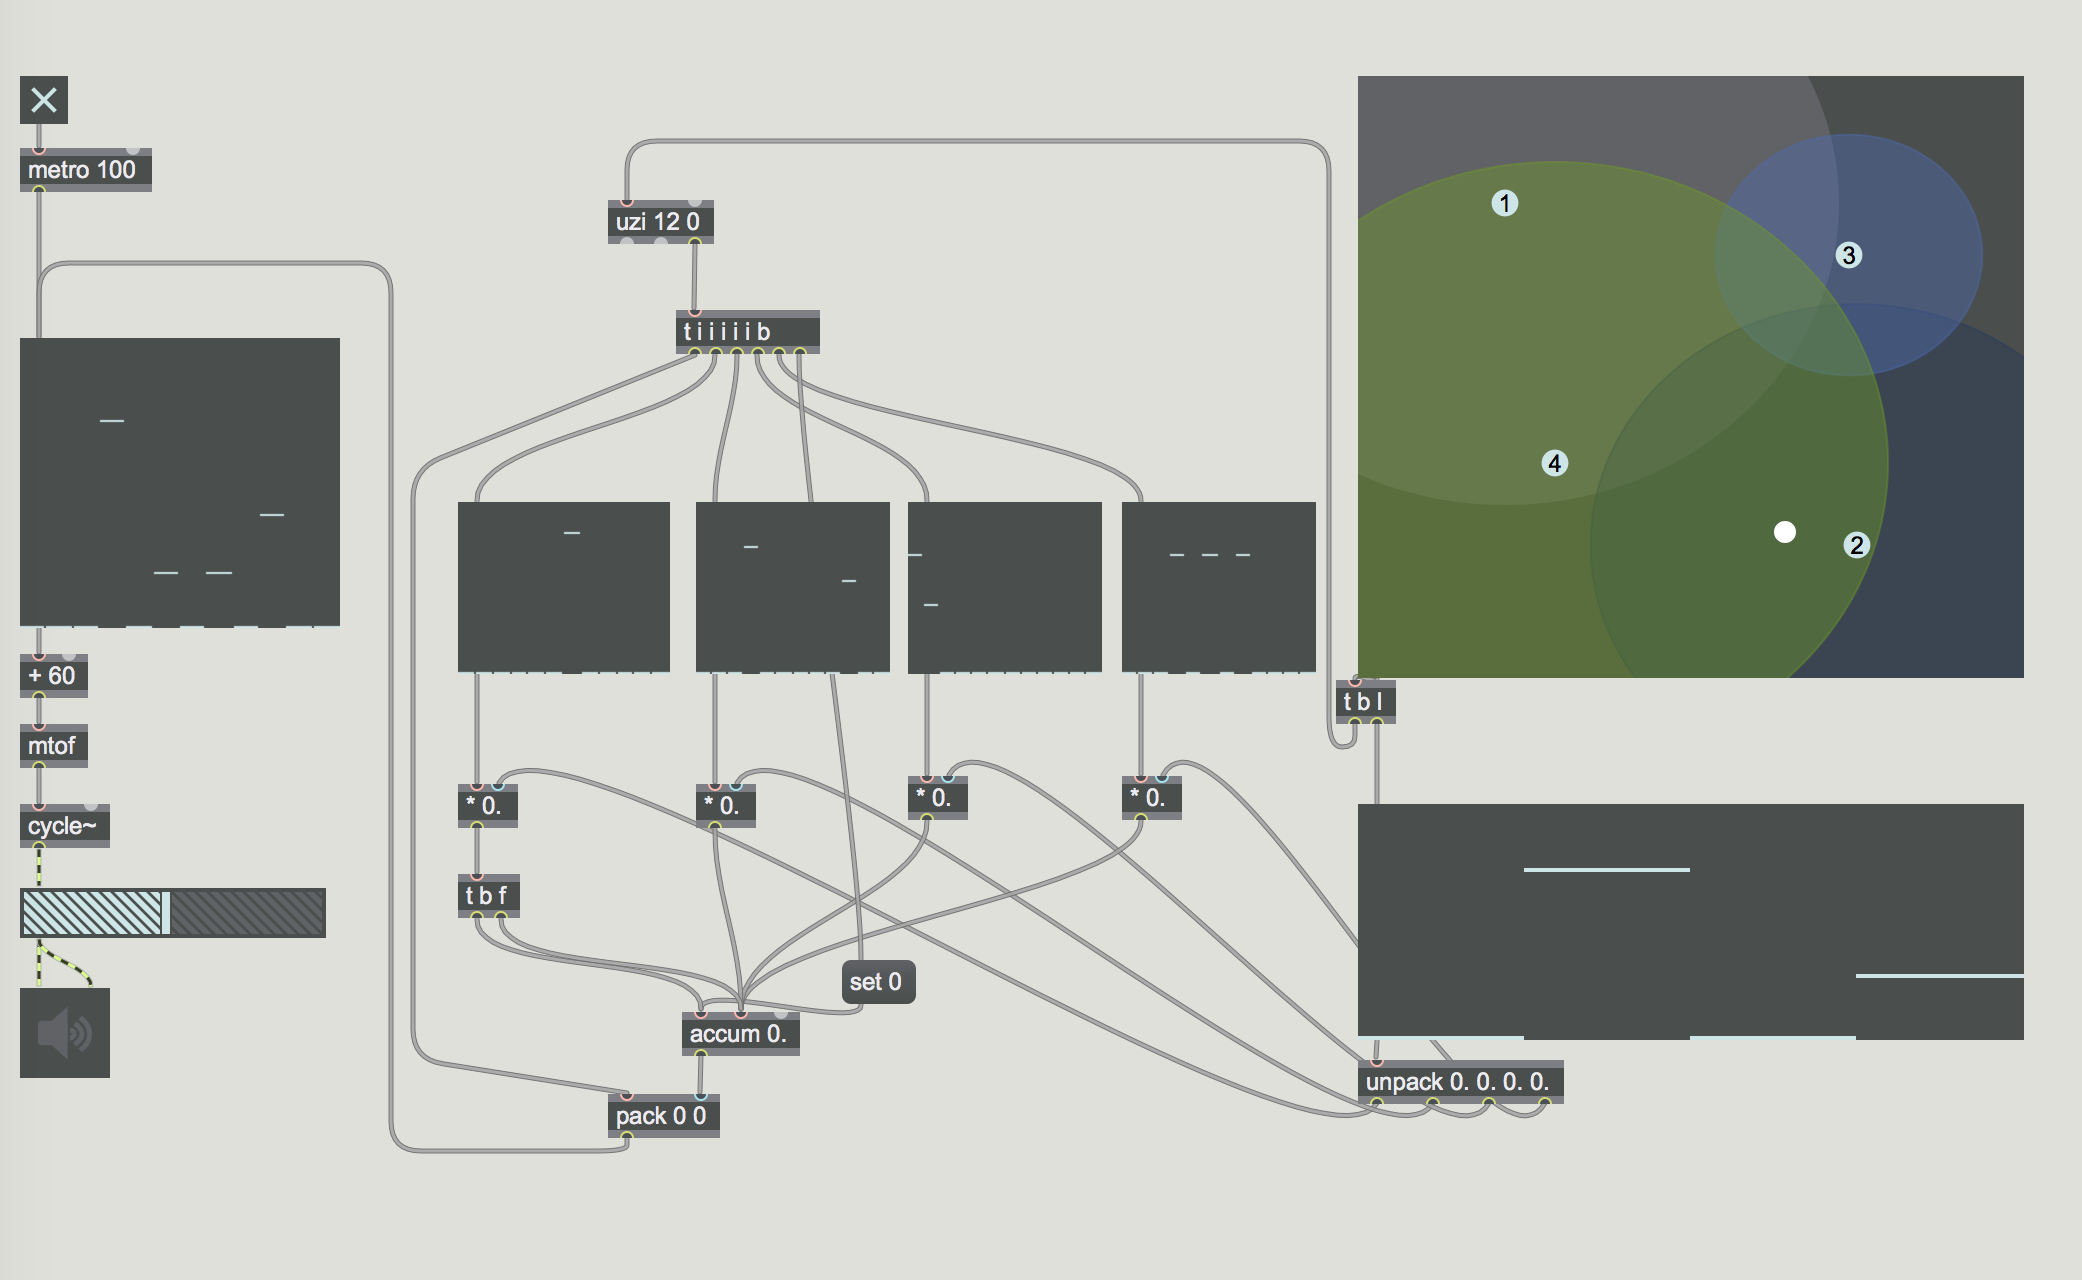 metro 100
uzi 12 0
1
3
t i i i i i b
4
2
+ 60
t b l
mtof
* 0.
* 0.
* 0.
* 0.
cycle~
t b f
set 0
accum 0.
unpack 0. 0. 0. 0.
pack 0 0